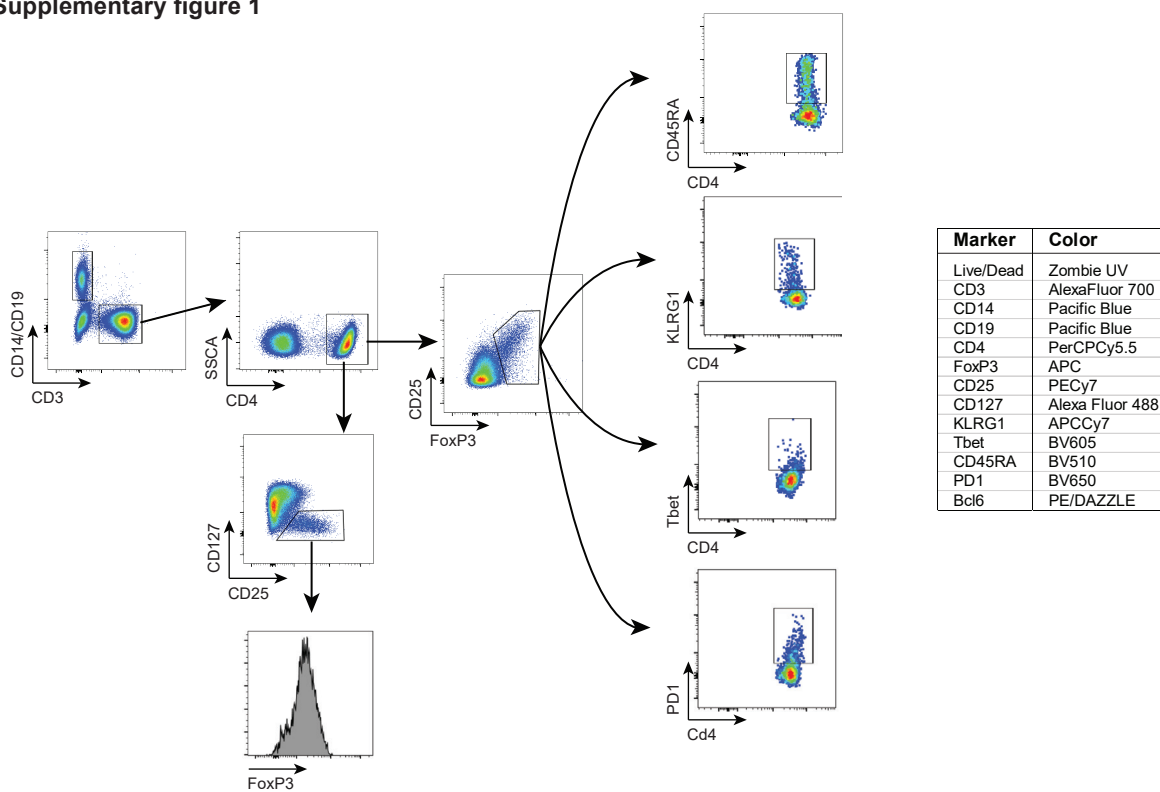 Supplementary figure 1
CD45RA
CD4
KLRG1
CD4
CD14/CD19
CD3
SSCA
CD4
CD25
FoxP3
Tbet
CD4
CD127
CD25
PD1
Cd4
FoxP3
Marker Color
Live/Dead Zombie UV
CD3 AlexaFluor 700
CD14 Pacific Blue
CD19 Pacific Blue
CD4 PerCPCy5.5
FoxP3 APC
CD25 PECy7
CD127 Alexa Fluor 488
KLRG1 APCCy7
Tbet BV605
CD45RA BV510
PD1 BV650
Bcl6 PE/DAZZLE